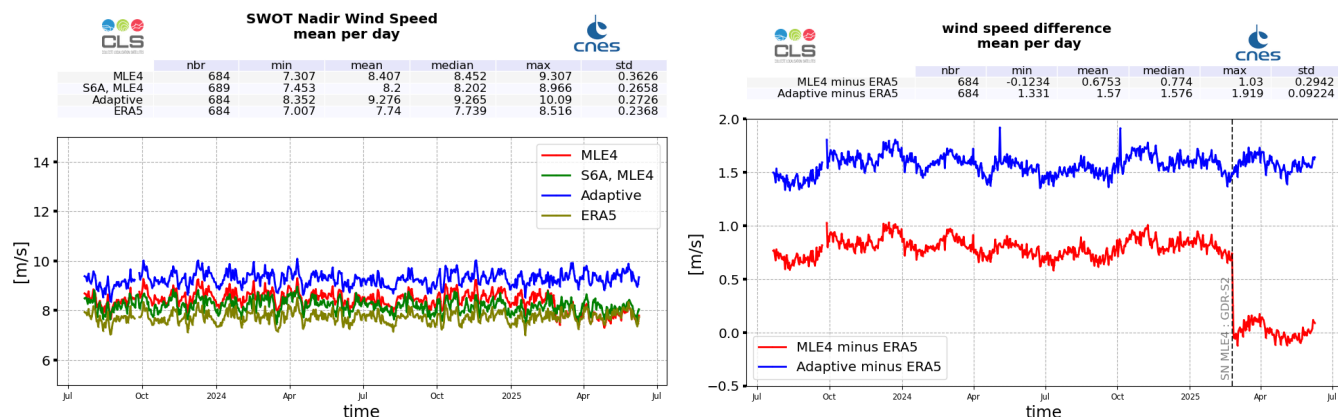 SWOT Nadir Wind Speed
mean per day
CLS
cnes
nbr min mean median max std
MLE4 684 7.307 8.407 8.452 9.307 0.3626
S6A, MLE4 689 7.453 8.2 8.202 8.966 0.2658
Adaptive 684 8.352 9.276 9.265 10.09 0.2726
ERA5 684 7.007 7.74 7.739 8.516 0.2368
14
12
10
8
6
[m/s]
MLE4
S6A, MLE4
Adaptive
ERA5
Jul Oct 2024 Apr Jul Oct 2025 Apr Jul
time
wind speed difference
mean per day
CLS
cnes
nbr min mean median max std
MLE4 minus ERA5 684 -0.1234 0.6753 0.774 1.03 0.2942
Adaptive minus ERA5 684 1.331 1.57 1.576 1.919 0.09224
2.0
1.5
1.0
0.5
0.0
−0.5
[m/s]
SN MLE4 : GDR-S2
MLE4 minus ERA5
Adaptive minus ERA5
Jul Oct 2024 Apr Jul Oct 2025 Apr Jul
time